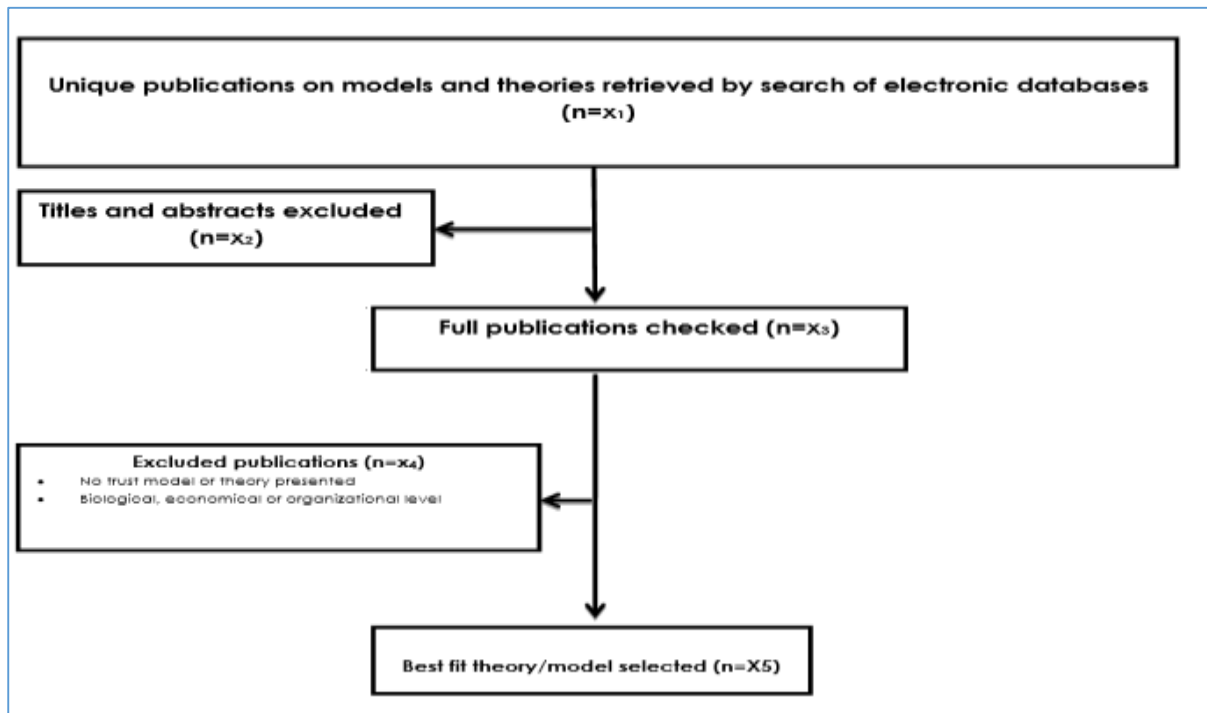 Unique publications on models and theories retrieved by search of electronic databases
(n=x₁)
Titles and abstracts excluded
(n=x₂)
Full publications checked (n=x₃)
Excluded publications (n=x₄)
• No trust model or theory presented
• Biological, economical or organizational level
Best fit theory/model selected (n=X5)